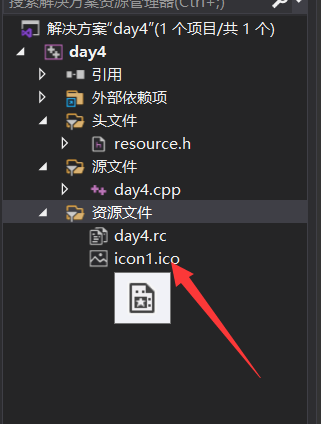 搜索解决方案资源管理器(Ctrl+;)
解决方案"day4"(1 个项目/共 1 个)
day4
引用
外部依赖项
头文件
resource.h
源文件
day4.cpp
资源文件
day4.rc
icon1.ico